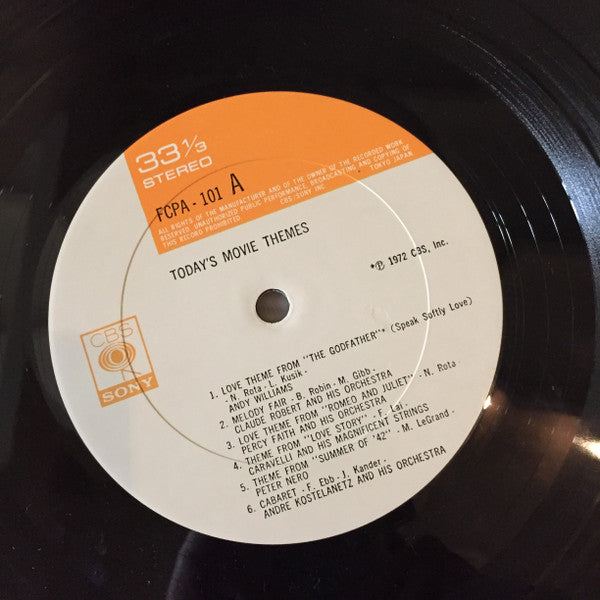 33 1/3
STEREO
FCPA-101 A
ALL RIGHTS OF THE MANUFACTURER AND OF THE OWNER OF THE RECORDED WORK
RESERVED. UNAUTHORIZED PUBLIC PERFORMANCE, BROADCASTING AND COPYING OF
THIS RECORD PROHIBITED CBS/SONY INC TOKYO JAPAN
TODAY'S MOVIE THEMES
*Ⓟ 1972 CBS, Inc.
CBS
SONY
1. LOVE THEME FROM "THE GODFATHER"* (Speak Softly Love)
-N. Rota-L. Kusik-
ANDY WILLIAMS
2. MELODY FAIR-B. Robin-M. Gibb-
CLAUDE ROBERT AND HIS ORCHESTRA
3. LOVE THEME FROM "ROMEO AND JULIET"-N. Rota-
PERCY FAITH AND HIS ORCHESTRA
4. THEME FROM "LOVE STORY"-F. Lai-
CARAVELLI AND HIS MAGNIFICENT STRINGS
5. THEME FROM "SUMMER OF '42"-M. LeGrand-
PETER NERO
6. CABARET-F. Ebb-J. Kander-
ANDRE KOSTELANETZ AND HIS ORCHESTRA